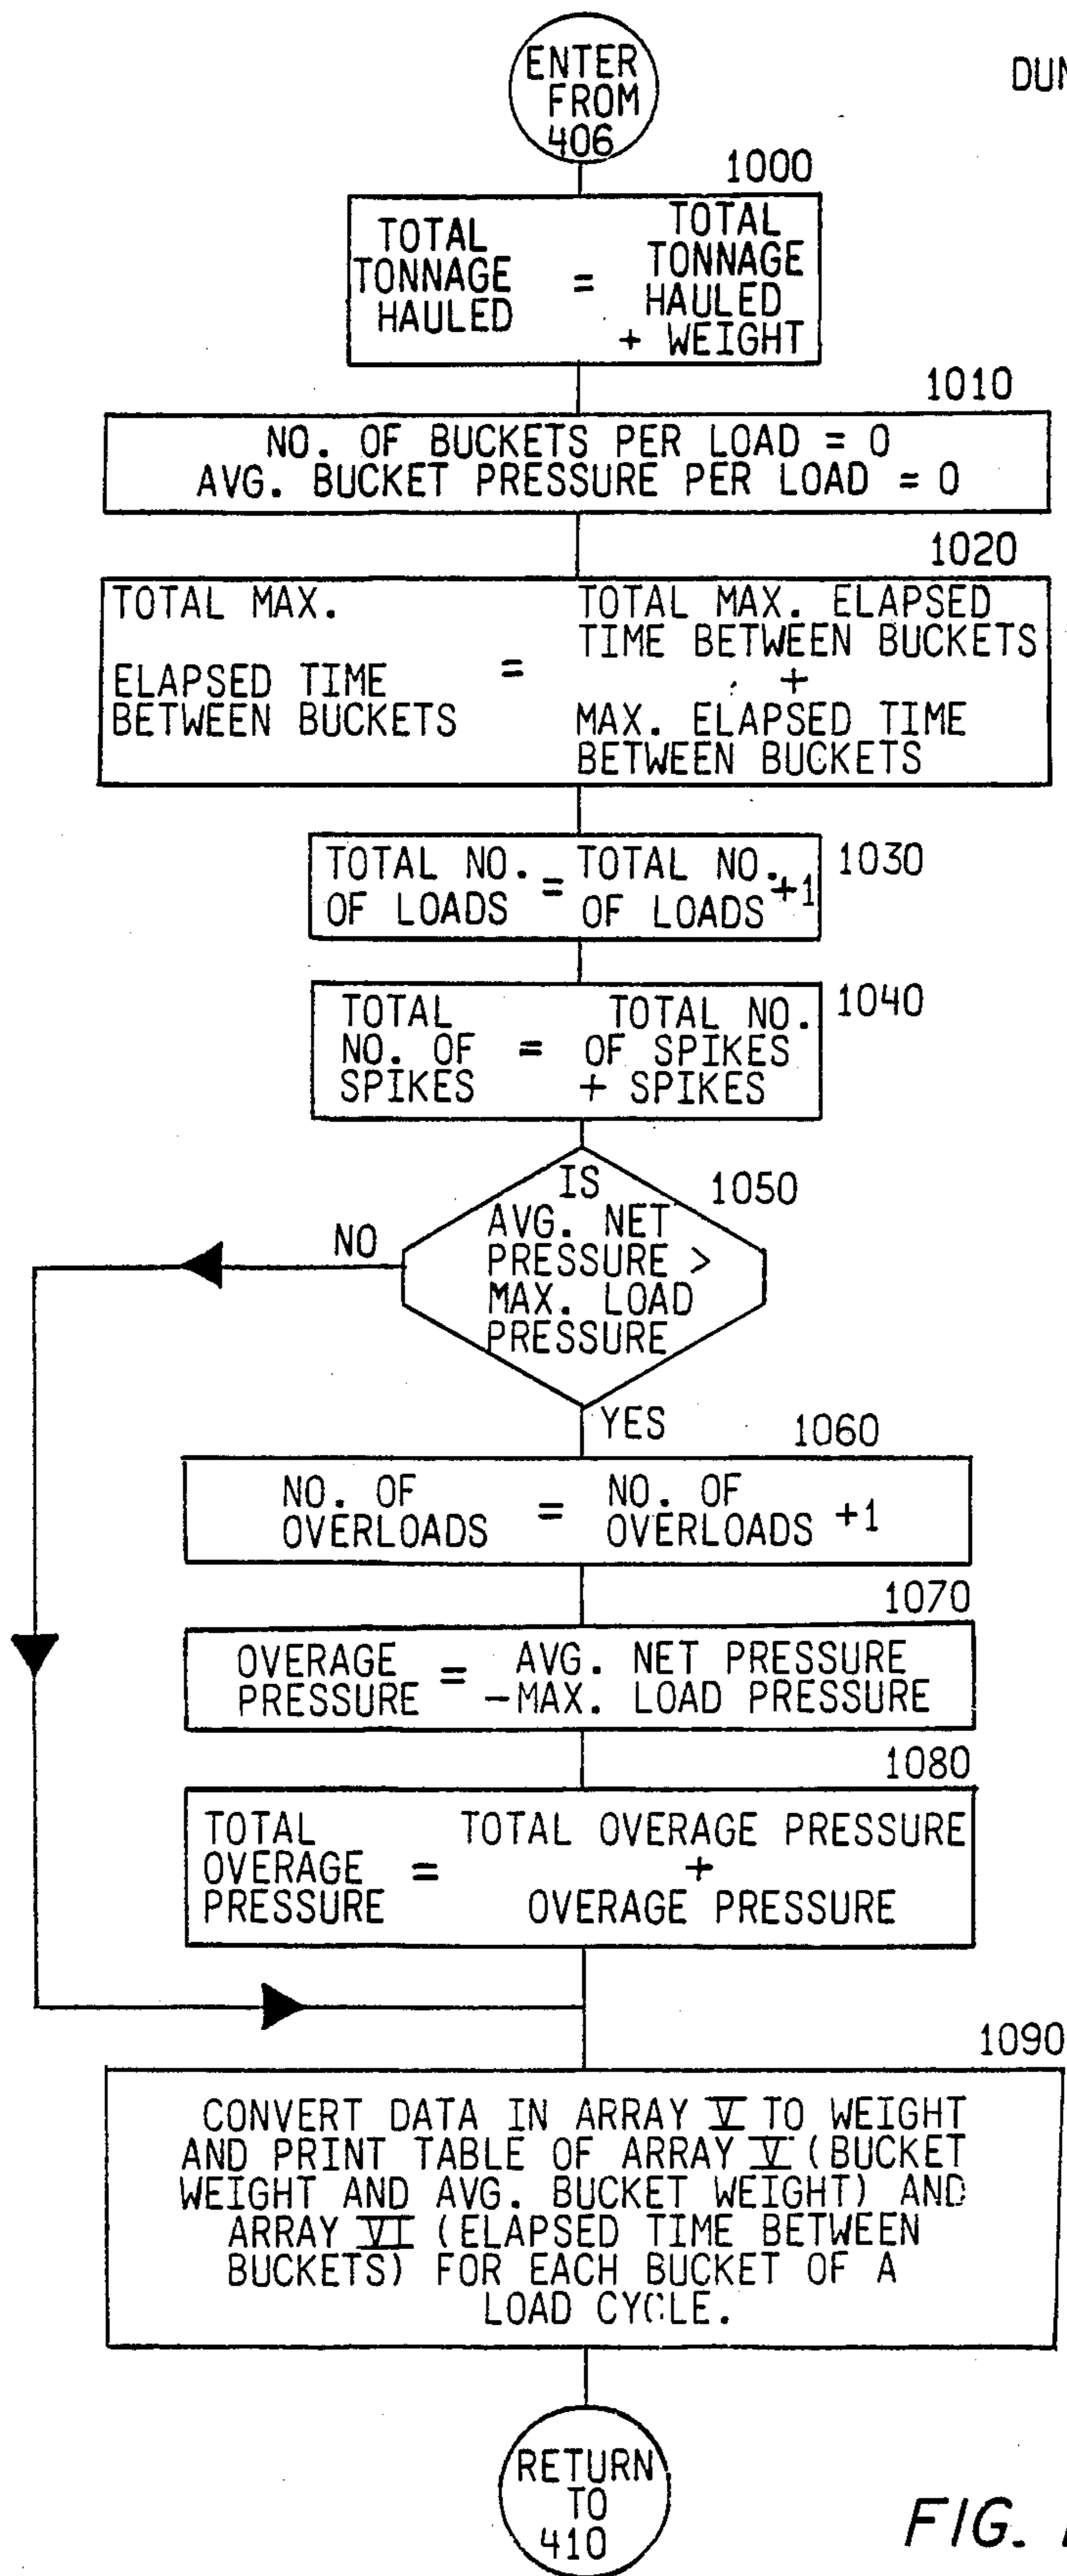 ENTER
FROM
406
1000
TOTAL
TONNAGE
HAULED
=
TOTAL
TONNAGE
HAULED
+ WEIGHT
1010
NO. OF BUCKETS PER LOAD = 0
AVG. BUCKET PRESSURE PER LOAD = 0
1020
TOTAL MAX.
ELAPSED TIME
BETWEEN BUCKETS
=
TOTAL MAX. ELAPSED
TIME BETWEEN BUCKETS
+
MAX. ELAPSED TIME
BETWEEN BUCKETS
1030
TOTAL NO.
OF LOADS
=
TOTAL NO.
OF LOADS
+1
1040
TOTAL
NO. OF
SPIKES
=
TOTAL NO.
OF SPIKES
+ SPIKES
IS
AVG. NET
PRESSURE >
MAX. LOAD
PRESSURE
1050
NO
YES
1060
NO. OF
OVERLOADS
=
NO. OF
OVERLOADS
+1
1070
OVERAGE
PRESSURE
=
AVG. NET PRESSURE
-MAX. LOAD PRESSURE
1080
TOTAL
OVERAGE
PRESSURE
=
TOTAL OVERAGE PRESSURE
+
OVERAGE PRESSURE
1090
CONVERT DATA IN ARRAY V TO WEIGHT
AND PRINT TABLE OF ARRAY V (BUCKET
WEIGHT AND AVG. BUCKET WEIGHT) AND
ARRAY VI (ELAPSED TIME BETWEEN
BUCKETS) FOR EACH BUCKET OF A
LOAD CYCLE.
RETURN
TO
410
FIG.